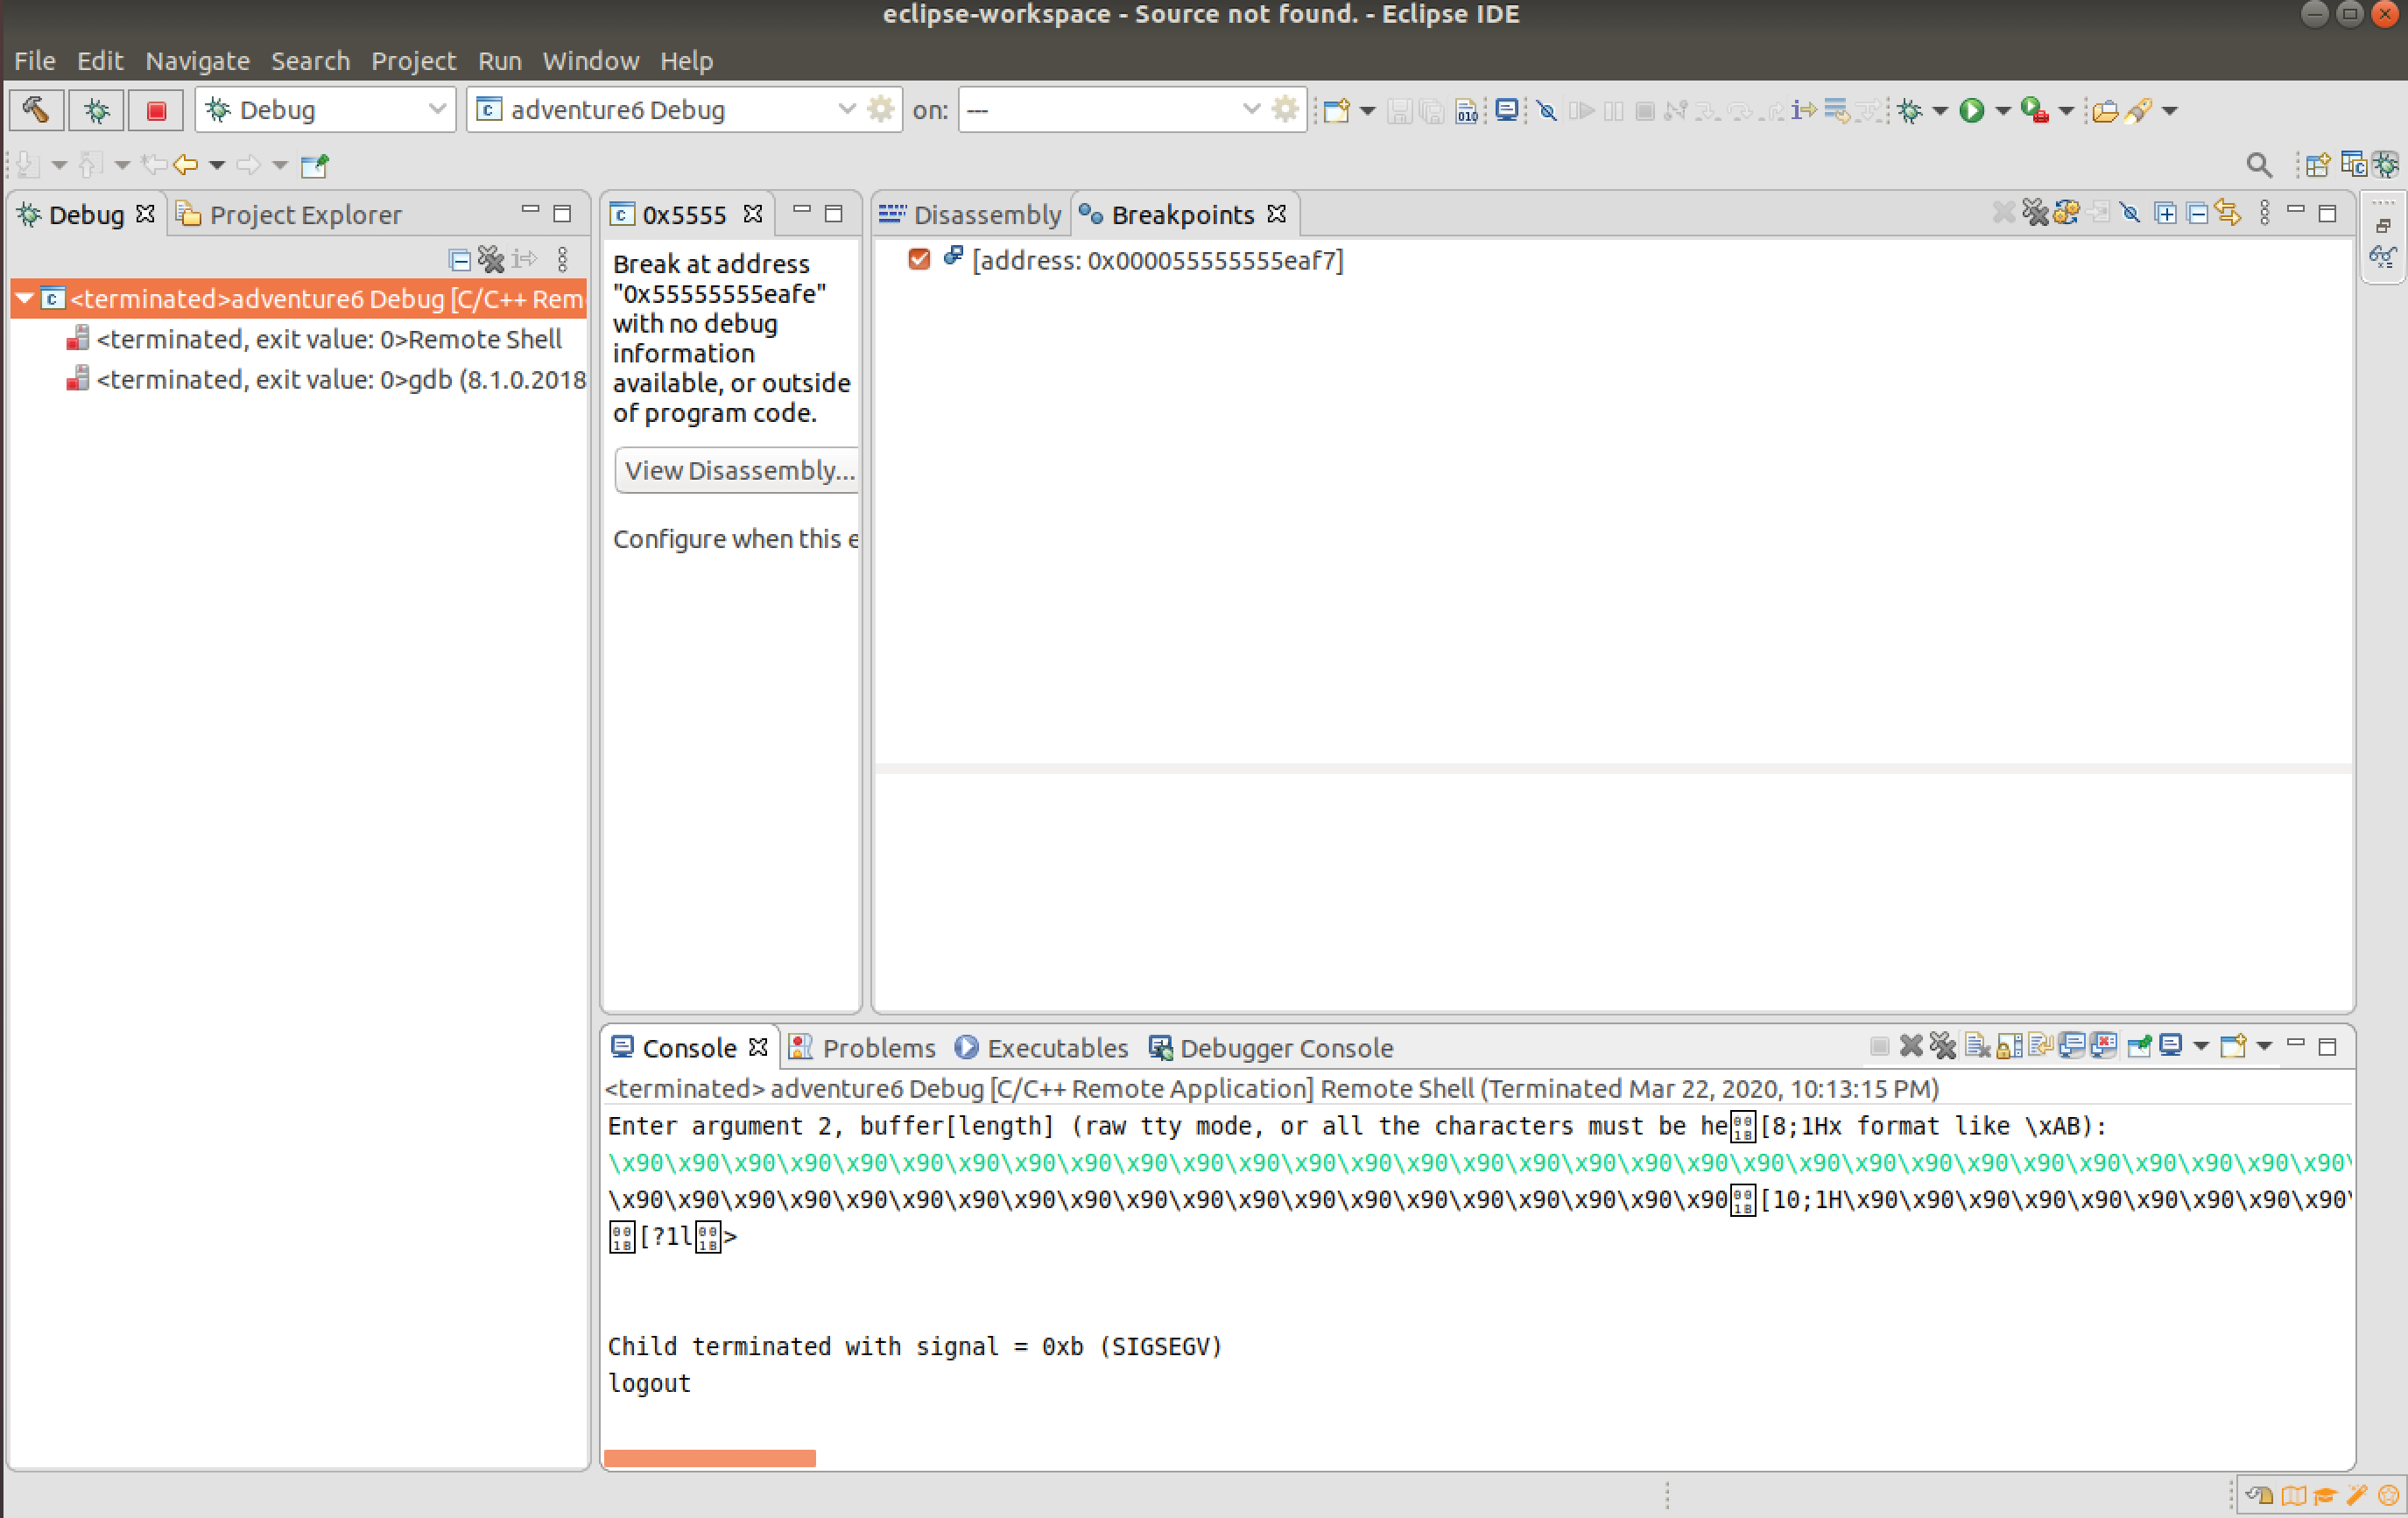 eclipse-workspace - Source not found. - Eclipse IDE
File Edit Navigate Search Project Run Window Help
Debug
adventure6 Debug
on:
---
Debug
Project Explorer
<terminated>adventure6 Debug [C/C++ Rem
<terminated, exit value: 0>Remote Shell
<terminated, exit value: 0>gdb (8.1.0.2018
0x5555
Break at address
"0x55555555eafe"
with no debug
information
available, or outside
of program code.
View Disassembly...
Configure when this e
Disassembly
Breakpoints
[address: 0x000055555555eaf7]
Console
Problems
Executables
Debugger Console
<terminated> adventure6 Debug [C/C++ Remote Application] Remote Shell (Terminated Mar 22, 2020, 10:13:15 PM)
Enter argument 2, buffer[length] (raw tty mode, or all the characters must be he[8;1Hx format like \xAB):
\x90\x90\x90\x90\x90\x90\x90\x90\x90\x90\x90\x90\x90\x90\x90\x90\x90\x90\x90\x90\x90\x90\x90\x90\x90\x90\x90\x90\x90\x90\x90\
\x90\x90\x90\x90\x90\x90\x90\x90\x90\x90\x90\x90\x90\x90\x90\x90\x90\x90\x90\x90[10;1H\x90\x90\x90\x90\x90\x90\x90\x90\x90\
[?1l>
Child terminated with signal = 0xb (SIGSEGV)
logout